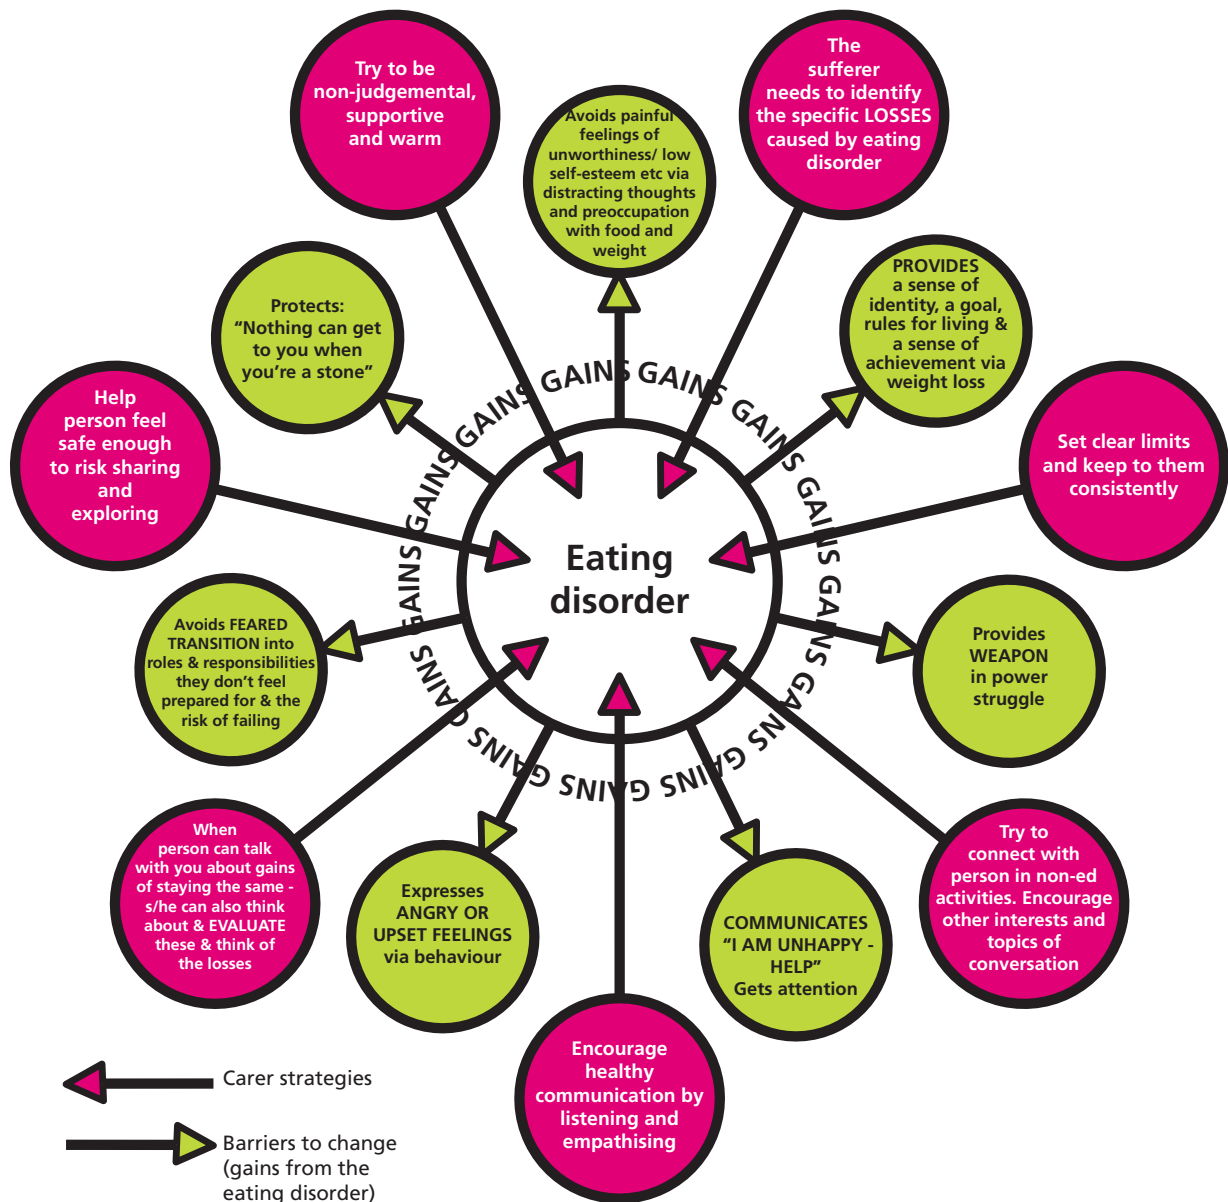 Try to be
non-judgemental,
supportive
and warm
Avoids painful
feelings of
unworthiness/ low
self-esteem etc via
distracting thoughts
and preoccupation
with food and
weight
The
sufferer
needs to identify
the specific LOSSES
caused by eating
disorder
Protects:
“Nothing can get
to you when
you’re a stone”
PROVIDES
a sense of
identity, a goal,
rules for living &
a sense of
achievement via
weight loss
Help
person feel
safe enough
to risk sharing
and
exploring
Set clear limits
and keep to them
consistently
GAINS GAINS GAINS GAINS GAINS GAINS GAINS GAINS GAINS GAINS GAINS GAINS GAINS GAINS
Eating
disorder
Avoids FEARED
TRANSITION into
roles & responsibilities
they don’t feel
prepared for & the
risk of failing
Provides
WEAPON
in power
struggle
When
person can talk
with you about gains
of staying the same -
s/he can also think
about & EVALUATE
these & think of
the losses
Expresses
ANGRY OR
UPSET FEELINGS
via behaviour
COMMUNICATES
“I AM UNHAPPY -
HELP”
Gets attention
Try to
connect with
person in non-ed
activities. Encourage
other interests and
topics of
conversation
Encourage
healthy
communication by
listening and
empathising
Carer strategies
Barriers to change
(gains from the
eating disorder)